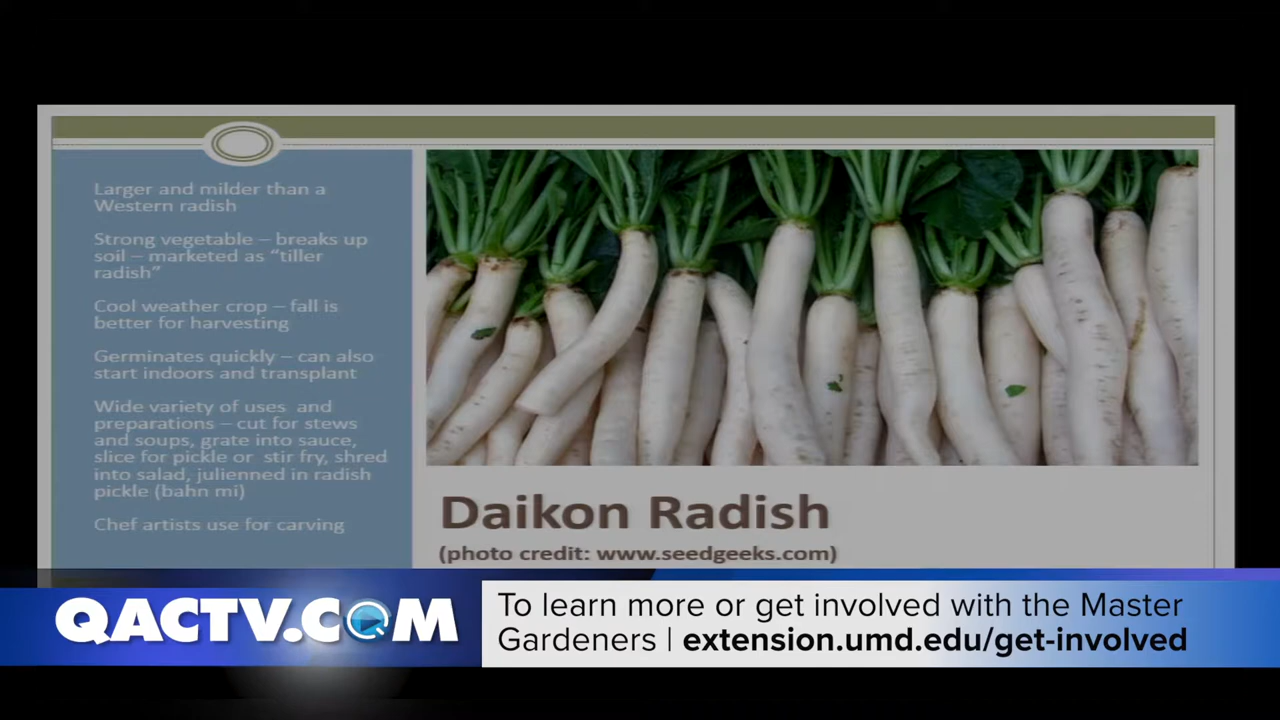 Larger and milder than a
Western radish
Strong vegetable – breaks up
soil – marketed as “tiller
radish”
Cool weather crop – fall is
better for harvesting
Germinates quickly – can also
start indoors and transplant
Wide variety of uses and
preparations – cut for stews
and soups, grate into sauce,
slice for pickle or stir fry, shred
into salad, julienned in radish
pickle (bahn mi)
Chef artists use for carving
Daikon Radish
(photo credit: www.seedgeeks.com)
QACTV.COM
To learn more or get involved with the Master
Gardeners | extension.umd.edu/get-involved